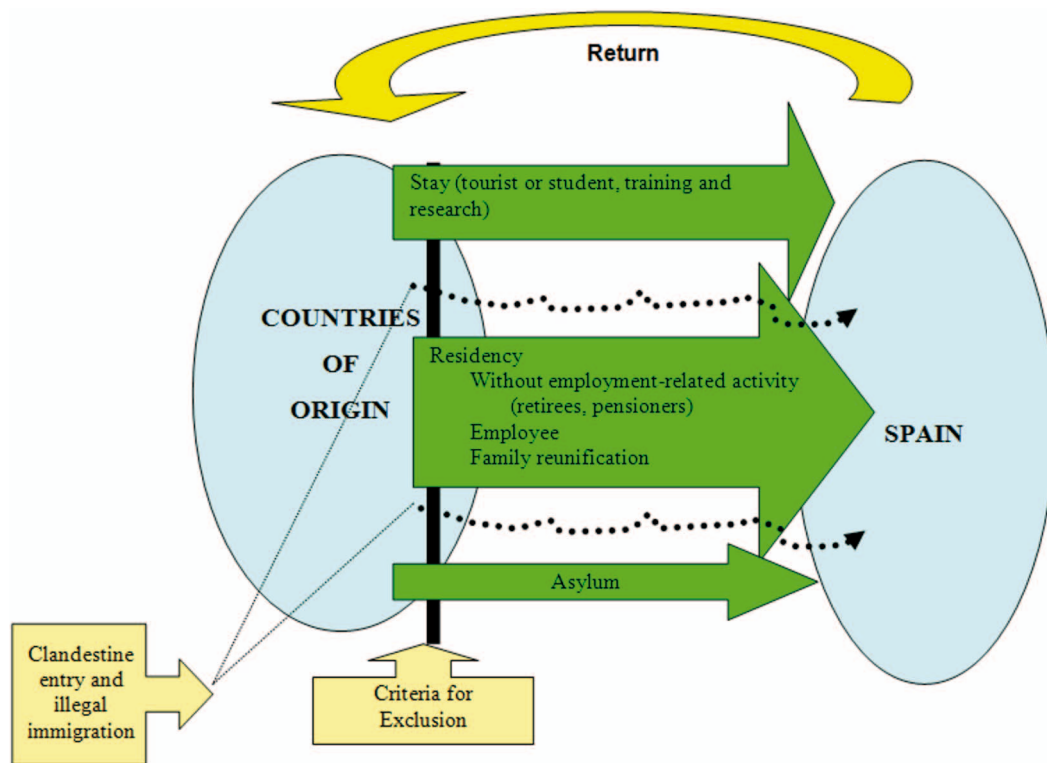 Return
Stay (tourist or student, training and
research)
COUNTRIES
OF
ORIGIN
Residency
Without employment-related activity
(retirees, pensioners)
Employee
Family reunification
SPAIN
Asylum
Clandestine
entry and
illegal
immigration
Criteria for
Exclusion